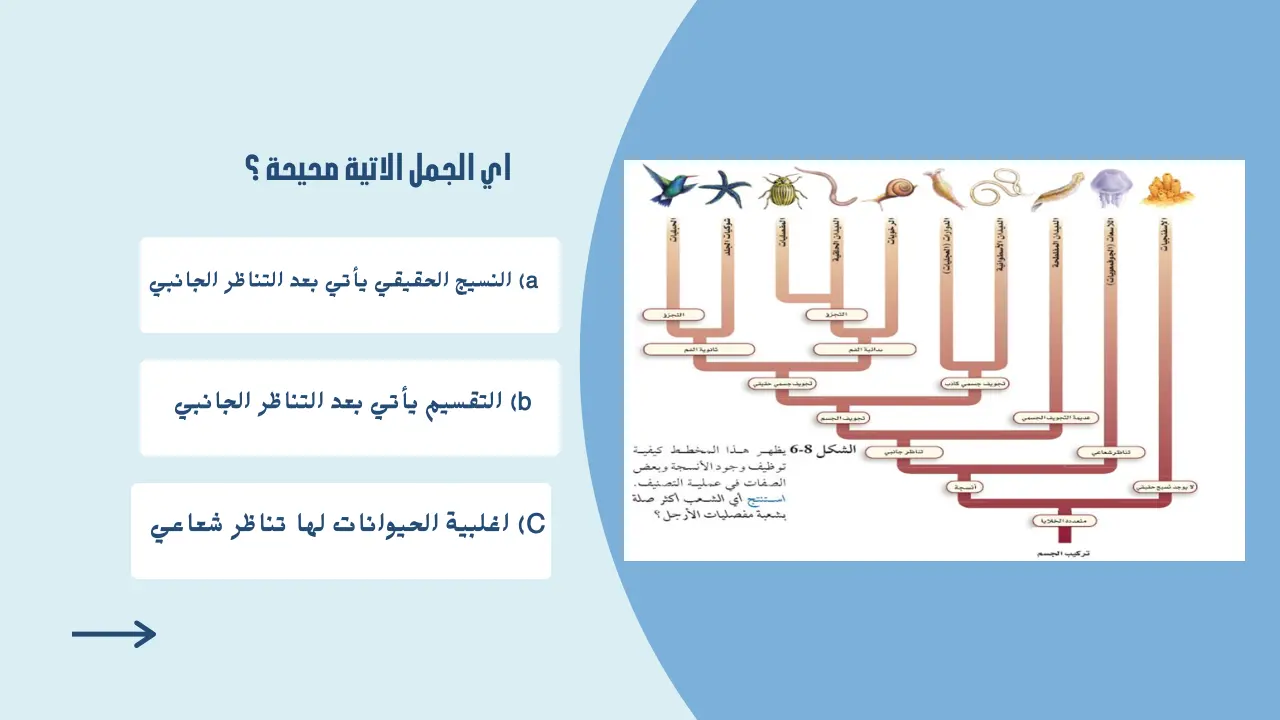 اي الجمل الاتية صحيحة ؟
a) النسيج الحقيقي يأتي بعد التناظر الجانبي
b) التقسيم يأتي بعد التناظر الجانبي
C) اغلبية الحيوانات لها تناظر شعاعي
الحبليات
شوكيات الجلد
المفصليات
الديدان الحلقية
الرخويات
الدوارات (العجليات)
الديدان الأسطوانية
الديدان المفلطحة
اللاسعات (الجوفمعويات)
الإسفنجيات
التجزؤ
التجزؤ
ثانوية الفم
بدائية الفم
تجويف جسمي حقيقي
تجويف جسمي كاذب
تجويف الجسم
عديمة التجويف الجسمي
تناظر جانبي
تناظر شعاعي
أنسجة
لا يوجد نسيج حقيقي
متعددة الخلايا
تركيب الجسم
الشكل 8-6 يظهر هذا المخطط كيفية
توظيف وجود الأنسجة وبعض
الصفات في عملية التصنيف.
استنتج أي الشعب أكثر صلة
بشعبة مفصليات الأرجل؟